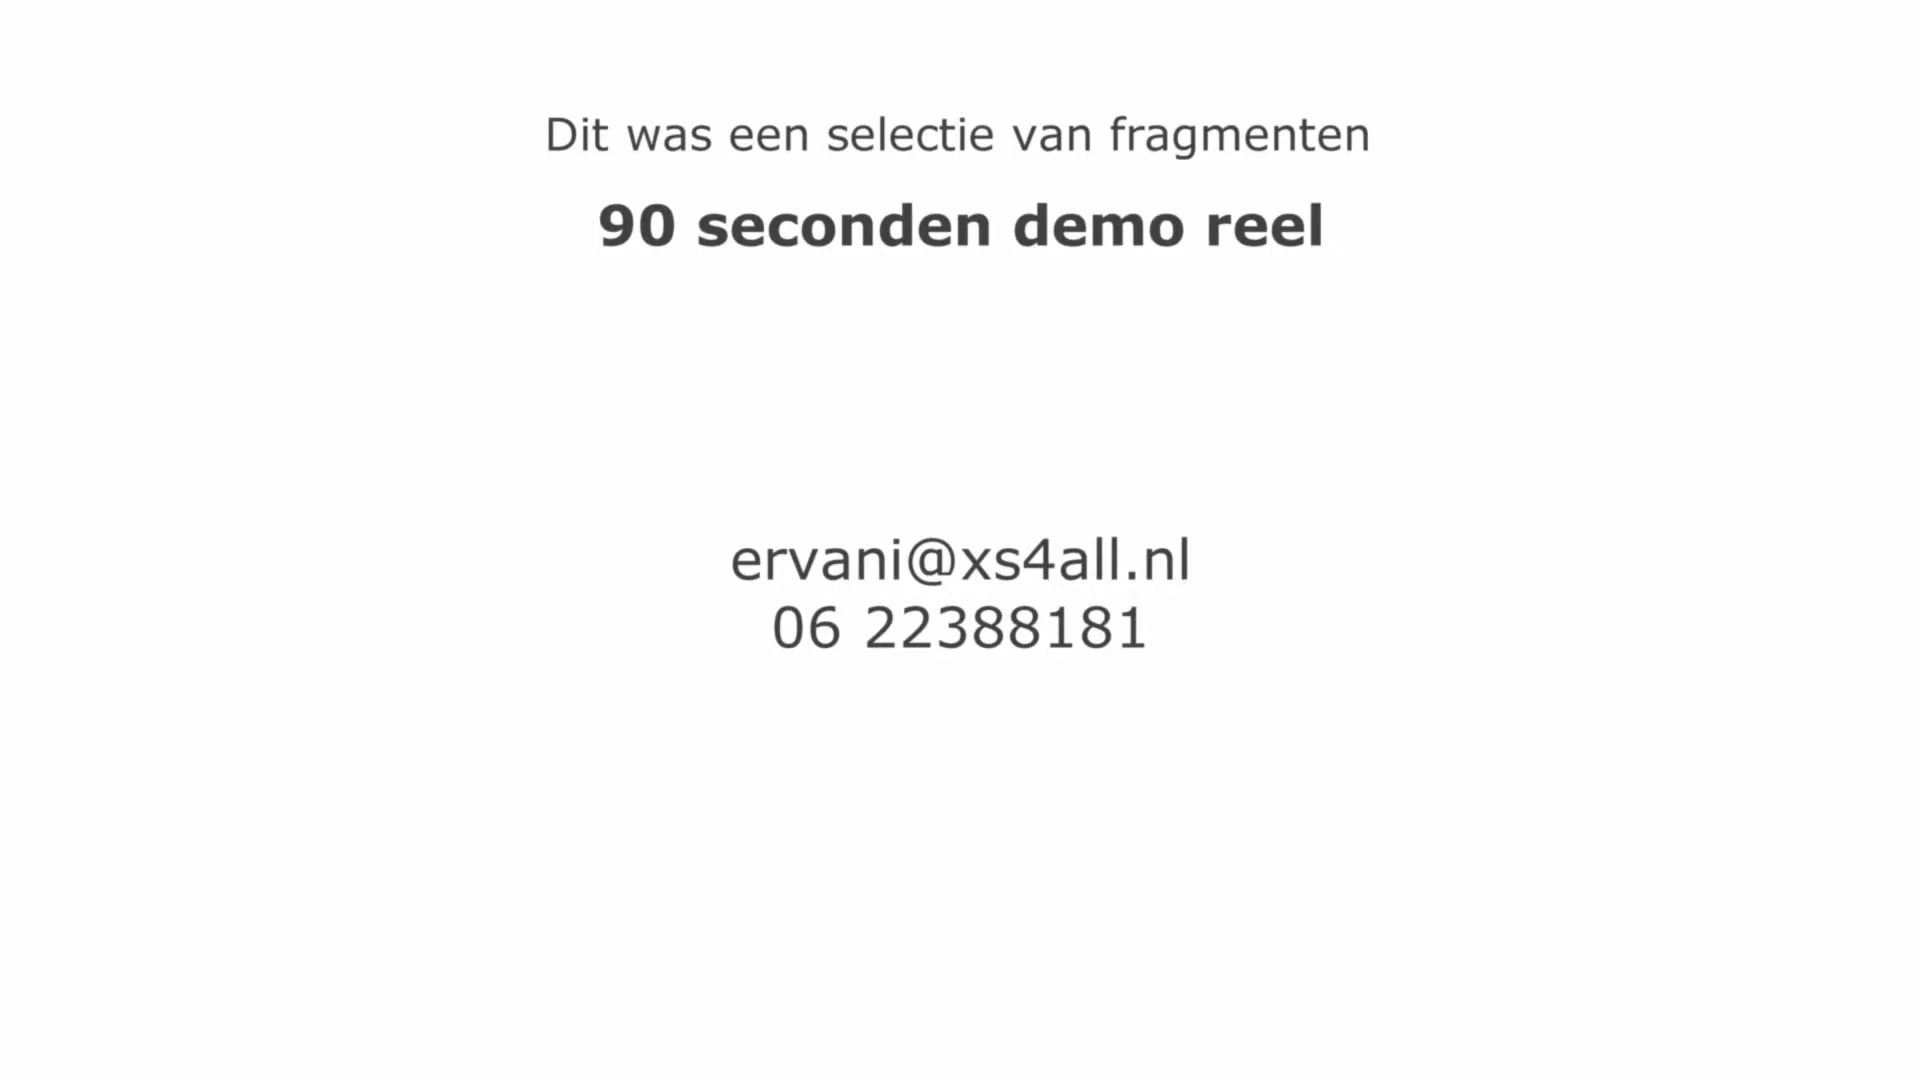 Dit was een selectie van fragmenten
90 seconden demo reel
ervani@xs4all.nl
06 22388181